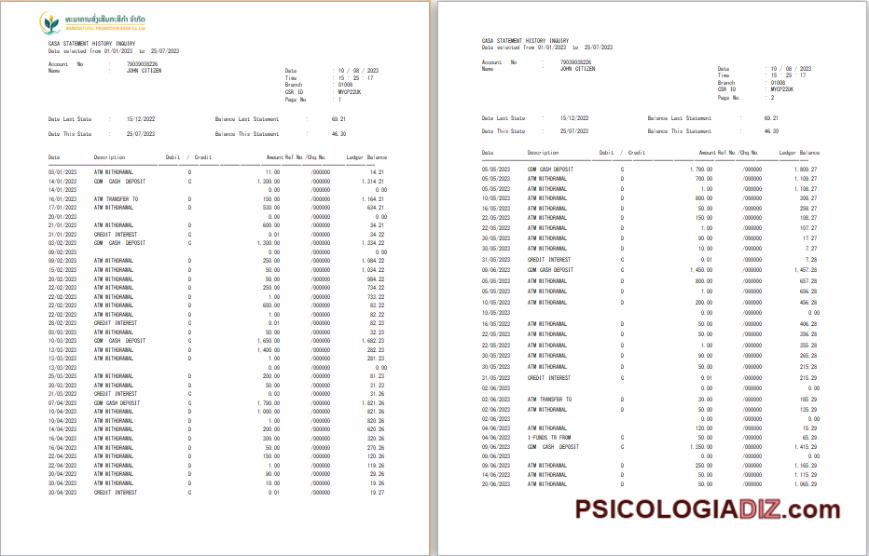 ທະນາຄານສົ່ງເສີມກະສິກຳ ຈຳກັດ
AGRICULTURAL PROMOTION BANK Co.,Ltd
CASA STATEMENT HISTORY INQUIRY
Date selected from 01/01/2023 to 25/07/2023
Account No : 79039038226
Name : JOHN CITIZEN
Date : 10 / 08 / 2023
Time : 15 : 25 : 17
Branch : 01008
CSR ID : MYCP22UK
Page No : 1
Date Last Statement : 15/12/2022 Balance Last Statement : 69.21
Date This Statement : 25/07/2023 Balance This Statement : 46.30
Date Description Debit / Credit Amount Ref No./Chq No. Ledger Balance
03/01/2023 ATM WITHDRAWAL D 11.00 /000000 14.21
14/01/2023 CDM CASH DEPOSIT C 1,300.00 /000000 1,314.21
14/01/2023 0.00 /000000 0.00
16/01/2023 ATM TRANSFER TO D 150.00 /000000 1,164.21
17/01/2023 ATM WITHDRAWAL D 530.00 /000000 634.21
20/01/2023 0.00 /000000 0.00
21/01/2023 ATM WITHDRAWAL D 600.00 /000000 34.21
31/01/2023 CREDIT INTEREST C 0.01 /000000 34.22
03/02/2023 CDM CASH DEPOSIT C 1,300.00 /000000 1,334.22
09/02/2023 0.00 /000000 0.00
09/02/2023 ATM WITHDRAWAL D 250.00 /000000 1,084.22
15/02/2023 ATM WITHDRAWAL D 50.00 /000000 1,034.22
20/02/2023 ATM WITHDRAWAL D 50.00 /000000 984.22
22/02/2023 ATM WITHDRAWAL D 250.00 /000000 734.22
22/02/2023 ATM WITHDRAWAL D 1.00 /000000 733.22
22/02/2023 ATM WITHDRAWAL D 650.00 /000000 83.22
22/02/2023 ATM WITHDRAWAL D 1.00 /000000 82.22
28/02/2023 CREDIT INTEREST C 0.01 /000000 82.23
03/03/2023 ATM WITHDRAWAL D 50.00 /000000 32.23
10/03/2023 CDM CASH DEPOSIT C 1,650.00 /000000 1,682.23
13/03/2023 ATM WITHDRAWAL D 1,400.00 /000000 282.23
13/03/2023 ATM WITHDRAWAL D 1.00 /000000 281.23
13/03/2023 0.00 /000000 0.00
25/03/2023 ATM WITHDRAWAL D 200.00 /000000 81.23
30/03/2023 ATM WITHDRAWAL D 50.00 /000000 31.23
31/03/2023 CREDIT INTEREST C 0.03 /000000 31.26
07/04/2023 CDM CASH DEPOSIT C 1,790.00 /000000 1,821.26
10/04/2023 ATM WITHDRAWAL D 1,000.00 /000000 821.26
10/04/2023 ATM WITHDRAWAL D 1.00 /000000 820.26
14/04/2023 ATM WITHDRAWAL D 200.00 /000000 620.26
16/04/2023 ATM WITHDRAWAL D 300.00 /000000 320.26
16/04/2023 ATM WITHDRAWAL D 50.00 /000000 270.26
22/04/2023 ATM WITHDRAWAL D 150.00 /000000 120.26
22/04/2023 ATM WITHDRAWAL D 1.00 /000000 119.26
30/04/2023 ATM WITHDRAWAL D 90.00 /000000 29.26
30/04/2023 ATM WITHDRAWAL D 10.00 /000000 19.26
30/04/2023 CREDIT INTEREST C 0.01 /000000 19.27
CASA STATEMENT HISTORY INQUIRY
Date selected from 01/01/2023 to 25/07/2023
Account No : 79039038226
Name : JOHN CITIZEN
Date : 10 / 08 / 2023
Time : 15 : 25 : 17
Branch : 01008
CSR ID : MYCP22UK
Page No : 2
Date Last Statement : 15/12/2022 Balance Last Statement : 69.21
Date This Statement : 25/07/2023 Balance This Statement : 46.30
Date Description Debit / Credit Amount Ref No./Chq No. Ledger Balance
05/05/2023 CDM CASH DEPOSIT C 1,790.00 /000000 1,809.27
05/05/2023 ATM WITHDRAWAL D 700.00 /000000 1,109.27
05/05/2023 ATM WITHDRAWAL D 1.00 /000000 1,108.27
10/05/2023 ATM WITHDRAWAL D 800.00 /000000 308.27
16/05/2023 ATM WITHDRAWAL D 50.00 /000000 258.27
22/05/2023 ATM WITHDRAWAL D 150.00 /000000 108.27
22/05/2023 ATM WITHDRAWAL D 1.00 /000000 107.27
30/05/2023 ATM WITHDRAWAL D 90.00 /000000 17.27
30/05/2023 ATM WITHDRAWAL D 10.00 /000000 7.27
31/05/2023 CREDIT INTEREST C 0.01 /000000 7.28
09/06/2023 CDM CASH DEPOSIT C 1,450.00 /000000 1,457.28
05/05/2023 ATM WITHDRAWAL D 800.00 /000000 657.28
05/05/2023 ATM WITHDRAWAL D 1.00 /000000 656.28
10/05/2023 ATM WITHDRAWAL D 200.00 /000000 456.28
10/05/2023 0.00 /000000 0.00
16/05/2023 ATM WITHDRAWAL D 50.00 /000000 406.28
22/05/2023 ATM WITHDRAWAL D 50.00 /000000 356.28
22/05/2023 ATM WITHDRAWAL D 1.00 /000000 355.28
30/05/2023 ATM WITHDRAWAL D 90.00 /000000 265.28
30/05/2023 ATM WITHDRAWAL D 50.00 /000000 215.28
31/05/2023 CREDIT INTEREST C 0.01 /000000 215.29
02/06/2023 0.00 /000000 0.00
02/06/2023 ATM TRANSFER TO D 30.00 /000000 185.29
02/06/2023 ATM WITHDRAWAL D 50.00 /000000 135.29
02/06/2023 0.00 /000000 0.00
04/06/2023 ATM WITHDRAWAL D 120.00 /000000 15.29
04/06/2023 I-FUNDS TR FROM C 50.00 /000000 65.29
09/06/2023 CDM CASH DEPOSIT C 1,350.00 /000000 1,415.29
09/06/2023 0.00 /000000 0.00
09/06/2023 ATM WITHDRAWAL D 250.00 /000000 1,165.29
14/06/2023 ATM WITHDRAWAL D 50.00 /000000 1,115.29
20/06/2023 ATM WITHDRAWAL D 50.00 /000000 1,065.29
PSICOLOGIADIZ.com